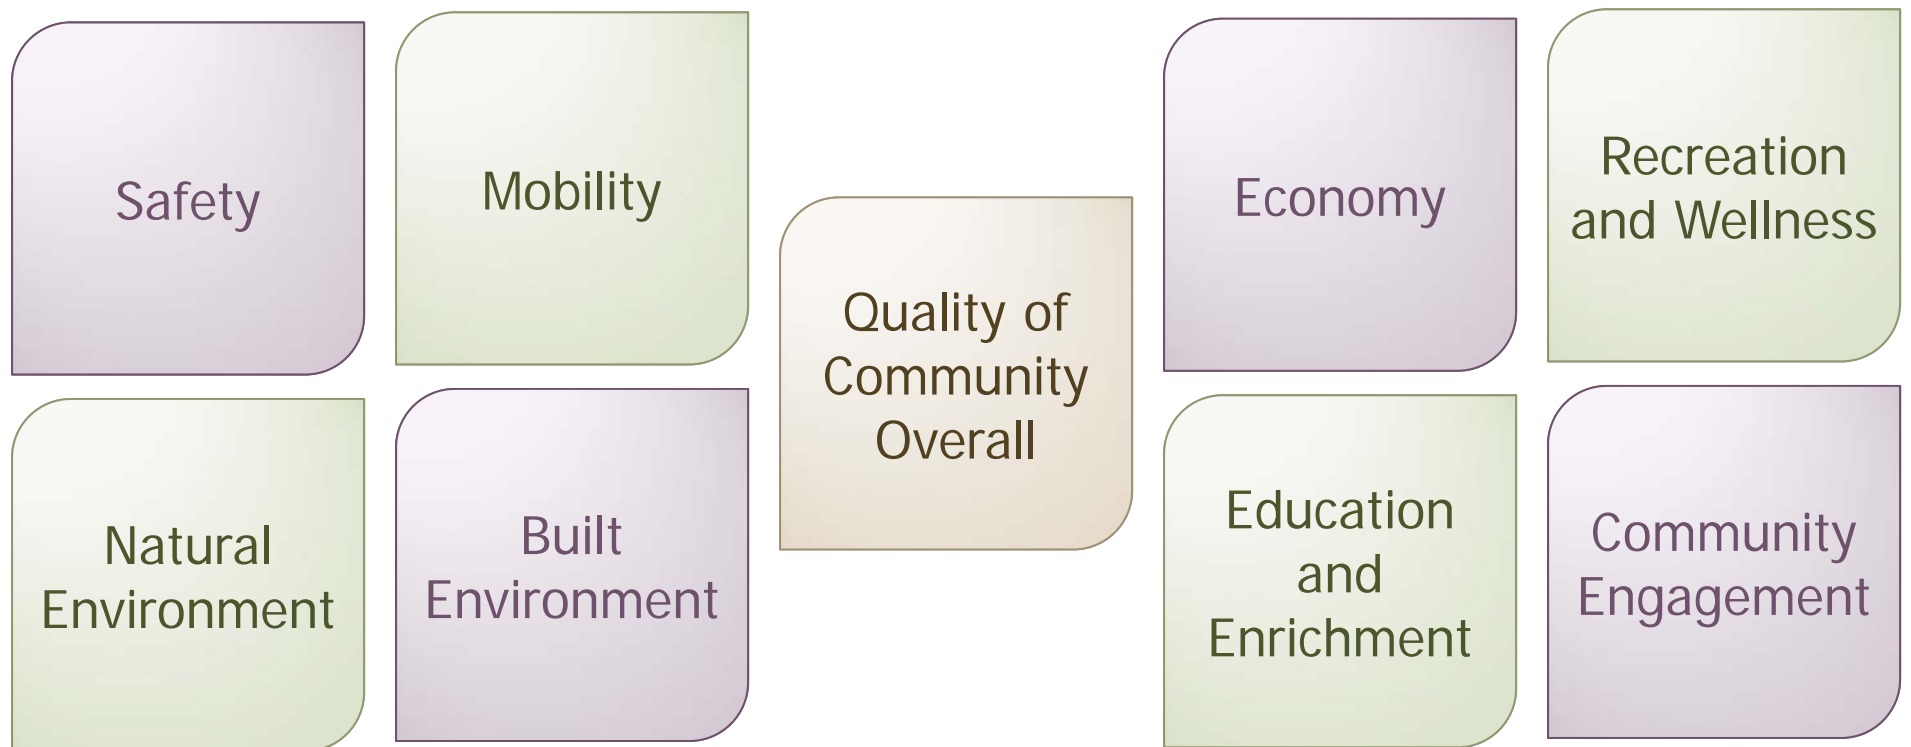 Safety
Mobility
Economy
Recreation
and Wellness
Quality of
Community
Overall
Natural
Environment
Built
Environment
Education
and
Enrichment
Community
Engagement